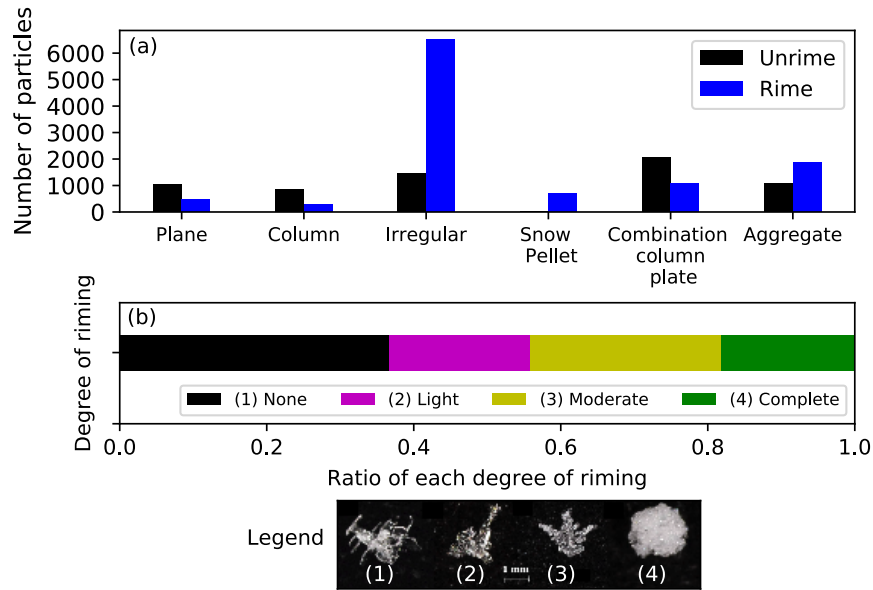 (a)
Number of particles
6000
5000
4000
3000
2000
1000
0
Unrime
Rime
Plane
Column
Irregular
Snow
Pellet
Combination
column
plate
Aggregate
(b)
Degree of riming
(1) None
(2) Light
(3) Moderate
(4) Complete
0.0
0.2
0.4
0.6
0.8
1.0
Ratio of each degree of riming
Legend
(1)
(2)
1 mm
(3)
(4)